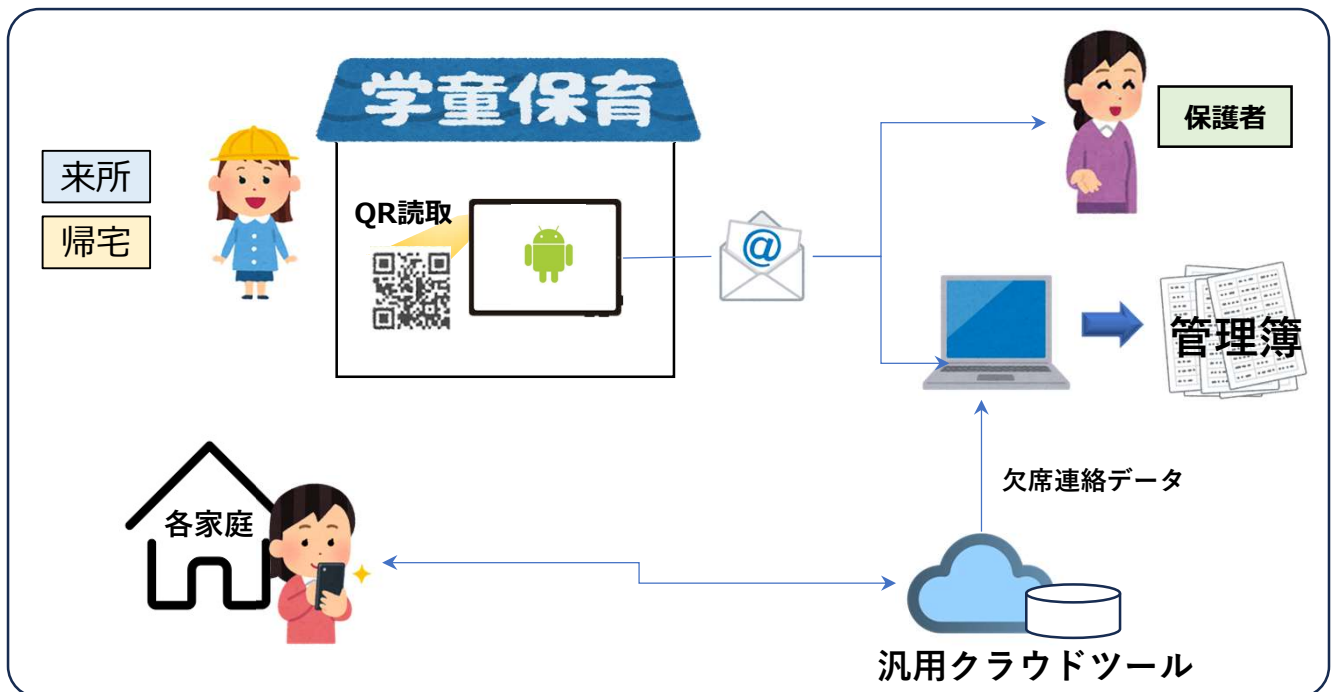 学童保育
保護者
来所
帰宅
QR読取
@
管理簿
欠席連絡データ
各家庭
汎用クラウドツール